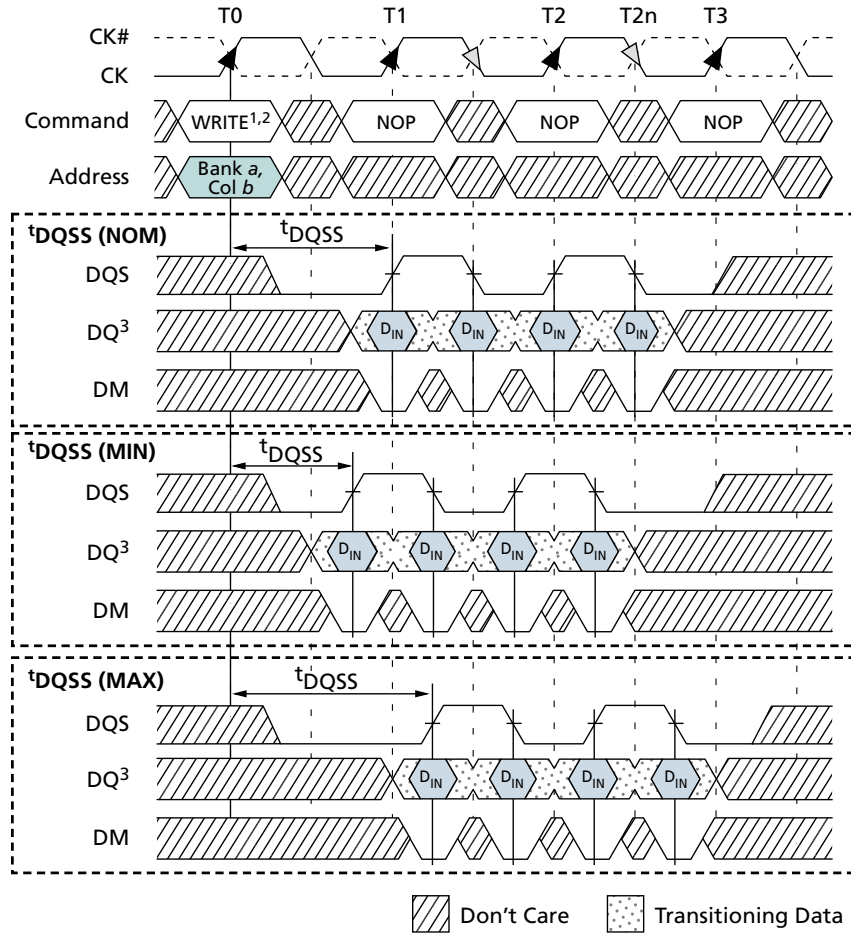 T0 T1 T2 T2n T3
CK#
CK
Command WRITE1,2 NOP NOP NOP
Address Bank a,
Col b
tDQSS (NOM) tDQSS
DQS
DQ3 DIN DIN DIN DIN
DM
tDQSS (MIN) tDQSS
DQS
DQ3 DIN DIN DIN DIN
DM
tDQSS (MAX) tDQSS
DQS
DQ3 DIN DIN DIN DIN
DM
Don't Care Transitioning Data